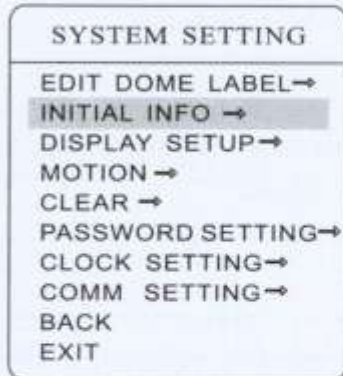 SYSTEM SETTING
EDIT DOME LABEL→
INITIAL INFO →
DISPLAY SETUP→
MOTION→
CLEAR →
PASSWORD SETTING→
CLOCK SETTING→
COMM SETTING→
BACK
EXIT